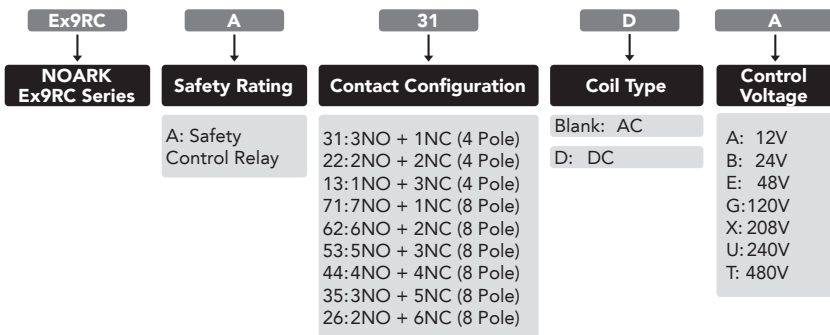 Ex9RC A 31 D A
NOARK
Ex9RC Series
Safety Rating
Contact Configuration
Coil Type
Control
Voltage
A: Safety
Control Relay
31:3NO + 1NC (4 Pole)
22:2NO + 2NC (4 Pole)
13:1NO + 3NC (4 Pole)
71:7NO + 1NC (8 Pole)
62:6NO + 2NC (8 Pole)
53:5NO + 3NC (8 Pole)
44:4NO + 4NC (8 Pole)
35:3NO + 5NC (8 Pole)
26:2NO + 6NC (8 Pole)
Blank: AC
D: DC
A: 12V
B: 24V
E: 48V
G:120V
X: 208V
U:240V
T: 480V